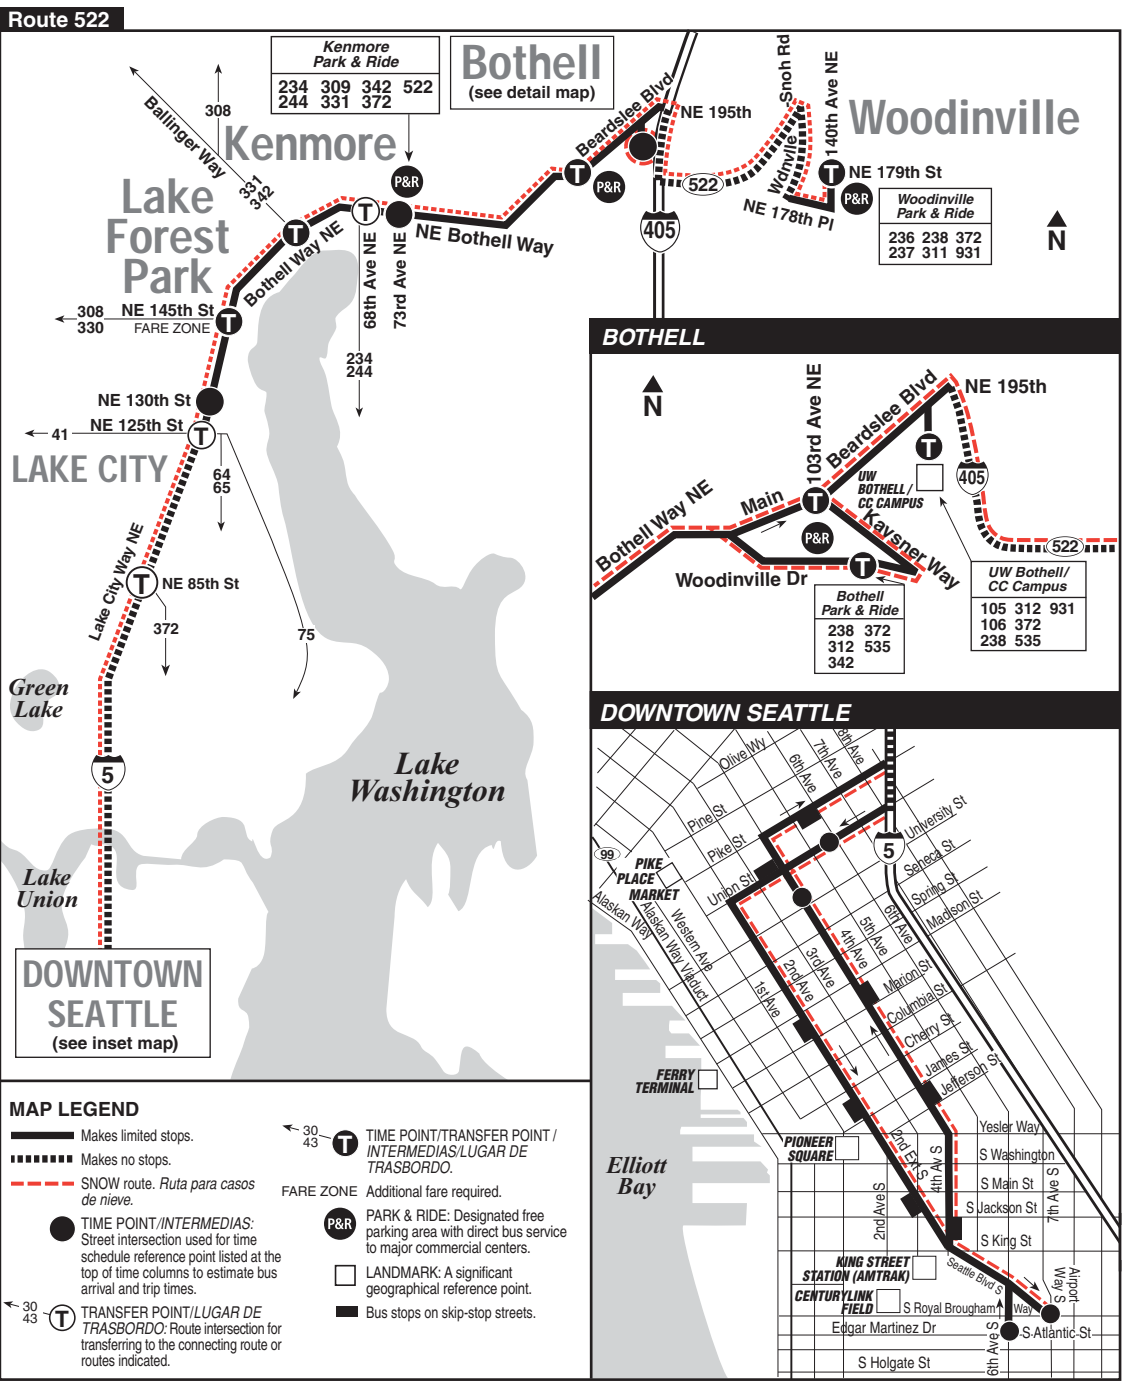 Route 522
Kenmore
Park & Ride
234 309 342 522
244 331 372
Bothell
(see detail map)
Beardslee Blvd
NE 195th
Wdnville
-Snoh Rd
140th Ave NE
Woodinville
308
Ballinger Way
Kenmore
331
342
P&R
T
T
P&R
522
T
NE 179th St
P&R
NE 178th Pl
Woodinville
Park & Ride
236 238 372
237 311 931
N
Lake
Forest
Park
T
Bothell Way NE
68th Ave NE
73rd Ave NE
NE Bothell Way
405
308
330
NE 145th St
FARE ZONE
T
234
244
NE 130th St
NE 125th St
41
T
LAKE CITY
64
65
Lake City Way NE
T
NE 85th St
372
75
Green
Lake
5
Lake
Washington
Lake
Union
DOWNTOWN
SEATTLE
(see inset map)
BOTHELL
N
103rd Ave NE
Beardslee Blvd
NE 195th
T
UW
BOTHELL /
CC CAMPUS
405
Bothell Way NE
Main
T
P&R
Kaysner Way
522
Woodinville Dr
T
Bothell
Park & Ride
238 372
312 535
342
UW Bothell/
CC Campus
105 312 931
106 372
238 535
DOWNTOWN SEATTLE
Olive Wy
6th Ave
7th Ave
8th Ave
Pine St
Pike St
Union St
99
PIKE
PLACE
MARKET
5
University St
Seneca St
Spring St
Madison St
Alaskan Way
Alaskan Way Viaduct
Western Ave
1st Ave
2nd Ave
3rd Ave
4th Ave
5th Ave
6th Ave
Marion St
Columbia St
Cherry St
James St
Jefferson St
FERRY
TERMINAL
Yesler Way
PIONEER
SQUARE
2nd Ext S
4th Av S
S Washington
S Main St
S Jackson St
S King St
2nd Ave S
7th Ave S
Elliott
Bay
KING STREET
STATION (AMTRAK)
Seattle Blvd S
Airport
Way S
CENTURYLINK
FIELD
S Royal Brougham Way
Edgar Martinez Dr
S Atlantic St
6th Ave S
S Holgate St
MAP LEGEND
Makes limited stops.
Makes no stops.
SNOW route. Ruta para casos
de nieve.
TIME POINT/INTERMEDIAS:
Street intersection used for time
schedule reference point listed at the
top of time columns to estimate bus
arrival and trip times.
30
43
T
TRANSFER POINT/LUGAR DE
TRASBORDO: Route intersection for
transferring to the connecting route or
routes indicated.
30
43
T
TIME POINT/TRANSFER POINT /
INTERMEDIAS/LUGAR DE
TRASBORDO.
FARE ZONE Additional fare required.
P&R
PARK & RIDE: Designated free
parking area with direct bus service
to major commercial centers.
LANDMARK: A significant
geographical reference point.
Bus stops on skip-stop streets.